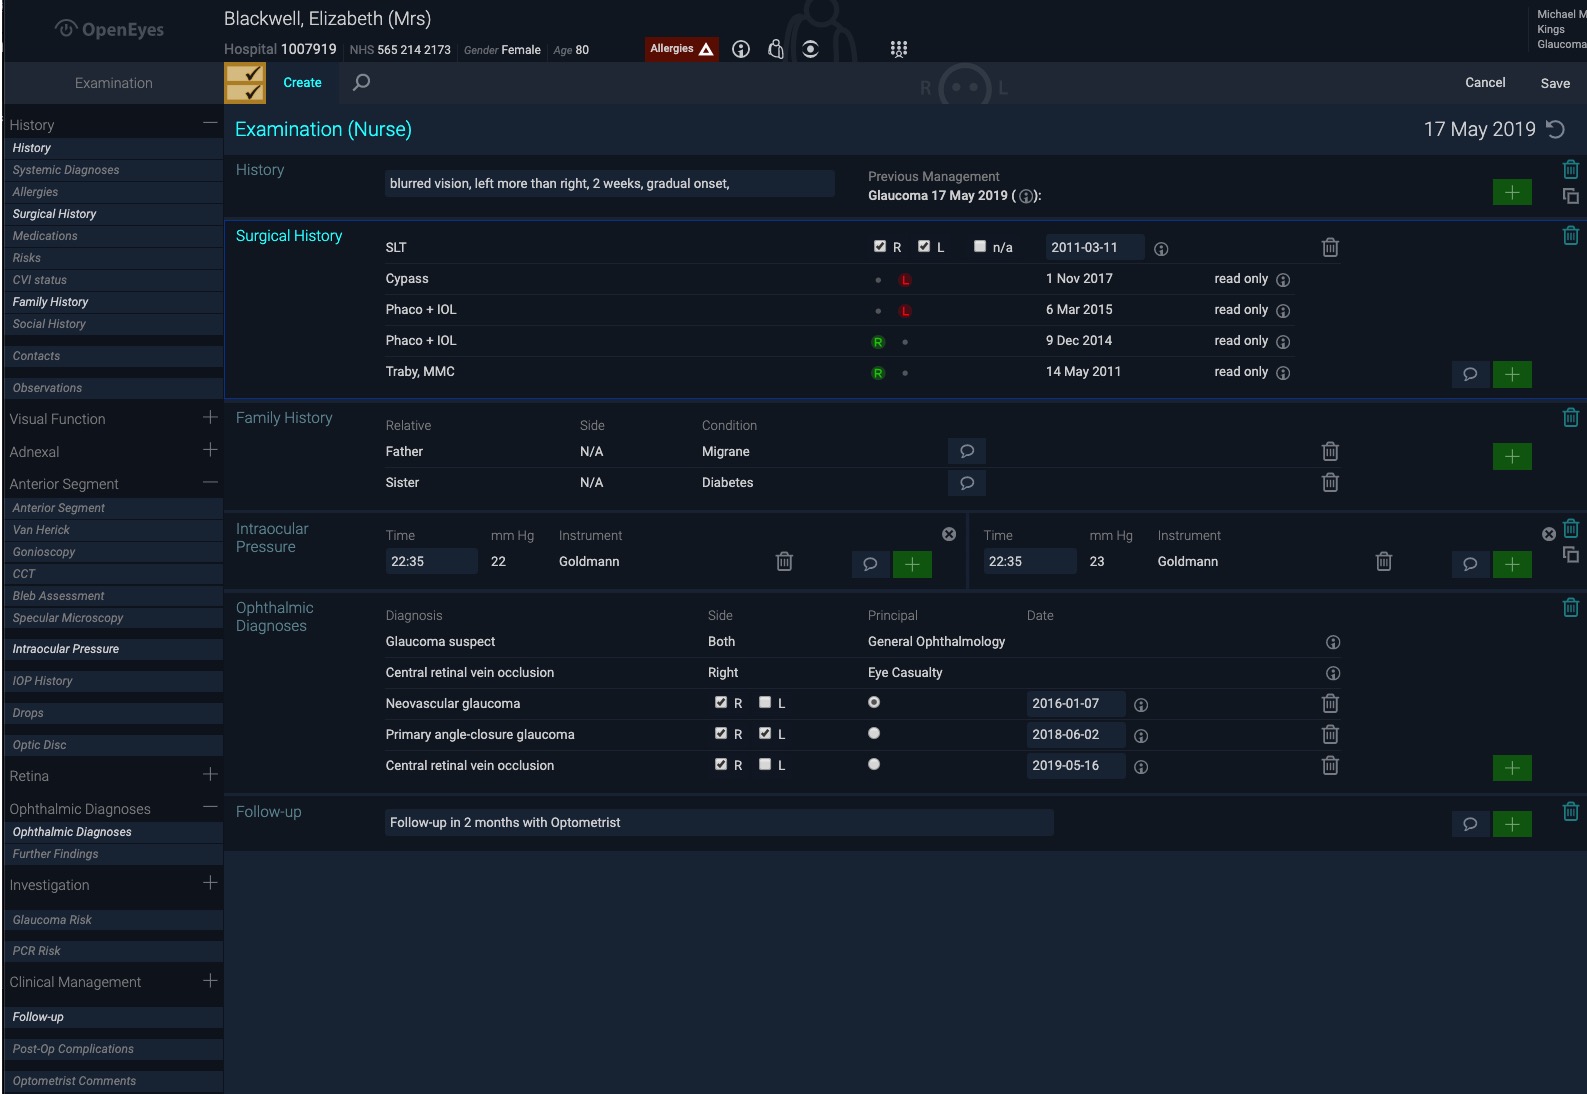 OpenEyes
Blackwell, Elizabeth (Mrs)
Hospital 1007919 NHS 565 214 2173 Gender Female Age 80 Allergies
Michael M
Kings
Glaucoma
Examination
Create
R L
Cancel Save
History
History
Systemic Diagnoses
Allergies
Surgical History
Medications
Risks
CVI status
Family History
Social History
Contacts
Observations
Visual Function
Adnexal
Anterior Segment
Anterior Segment
Van Herick
Gonioscopy
CCT
Bleb Assessment
Specular Microscopy
Intraocular Pressure
IOP History
Drops
Optic Disc
Retina
Ophthalmic Diagnoses
Ophthalmic Diagnoses
Further Findings
Investigation
Glaucoma Risk
PCR Risk
Clinical Management
Follow-up
Post-Op Complications
Optometrist Comments
Examination (Nurse) 17 May 2019
History
blurred vision, left more than right, 2 weeks, gradual onset,
Previous Management
Glaucoma 17 May 2019 ( ):
Surgical History
SLT R L n/a 2011-03-11
Cypass L 1 Nov 2017 read only
Phaco + IOL L 6 Mar 2015 read only
Phaco + IOL R 9 Dec 2014 read only
Traby, MMC R 14 May 2011 read only
Family History
Relative Side Condition
Father N/A Migrane
Sister N/A Diabetes
Intraocular
Pressure
Time mm Hg Instrument
22:35 22 Goldmann
Time mm Hg Instrument
22:35 23 Goldmann
Ophthalmic
Diagnoses
Diagnosis Side Principal Date
Glaucoma suspect Both General Ophthalmology
Central retinal vein occlusion Right Eye Casualty
Neovascular glaucoma R L 2016-01-07
Primary angle-closure glaucoma R L 2018-06-02
Central retinal vein occlusion R L 2019-05-16
Follow-up
Follow-up in 2 months with Optometrist